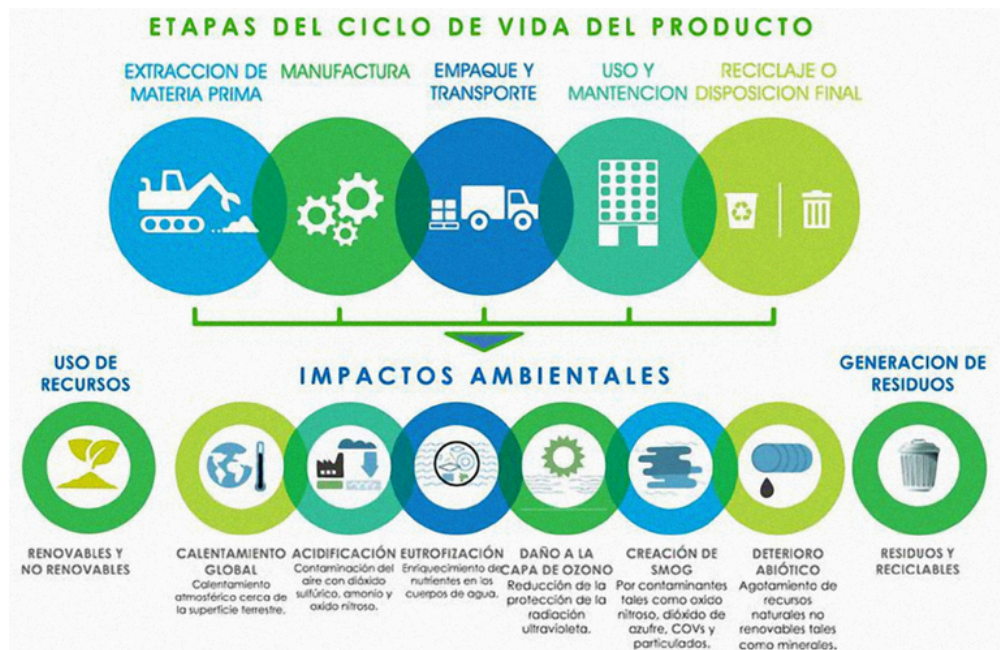 ETAPAS DEL CICLO DE VIDA DEL PRODUCTO
EXTRACCION DE
MATERIA PRIMA
MANUFACTURA
EMPAQUE Y
TRANSPORTE
USO Y
MANTENCION
RECICLAJE O
DISPOSICION FINAL
USO DE
RECURSOS
IMPACTOS AMBIENTALES
GENERACION DE
RESIDUOS
RENOVABLES Y
NO RENOVABLES
CALENTAMIENTO
GLOBAL
Calentamiento
atmosférico cerca de
la superficie terrestre.
ACIDIFICACIÓN
Contaminación del
aire con dióxido
sulfúrico, amonio y
oxido nitroso.
EUTROFIZACIÓN
Enriquecimiento de
nutrientes en los
cuerpos de agua.
DAÑO A LA
CAPA DE OZONO
Reducción de la
protección de la
radiación
ultravioleta.
CREACIÓN DE
SMOG
Por contaminantes
tales como oxido
nitroso, dióxido de
azufre, COVs y
particulados.
DETERIORO
ABIÓTICO
Agotamiento de
recursos
naturales no
renovables tales
como minerales.
RESIDUOS Y
RECICLABLES